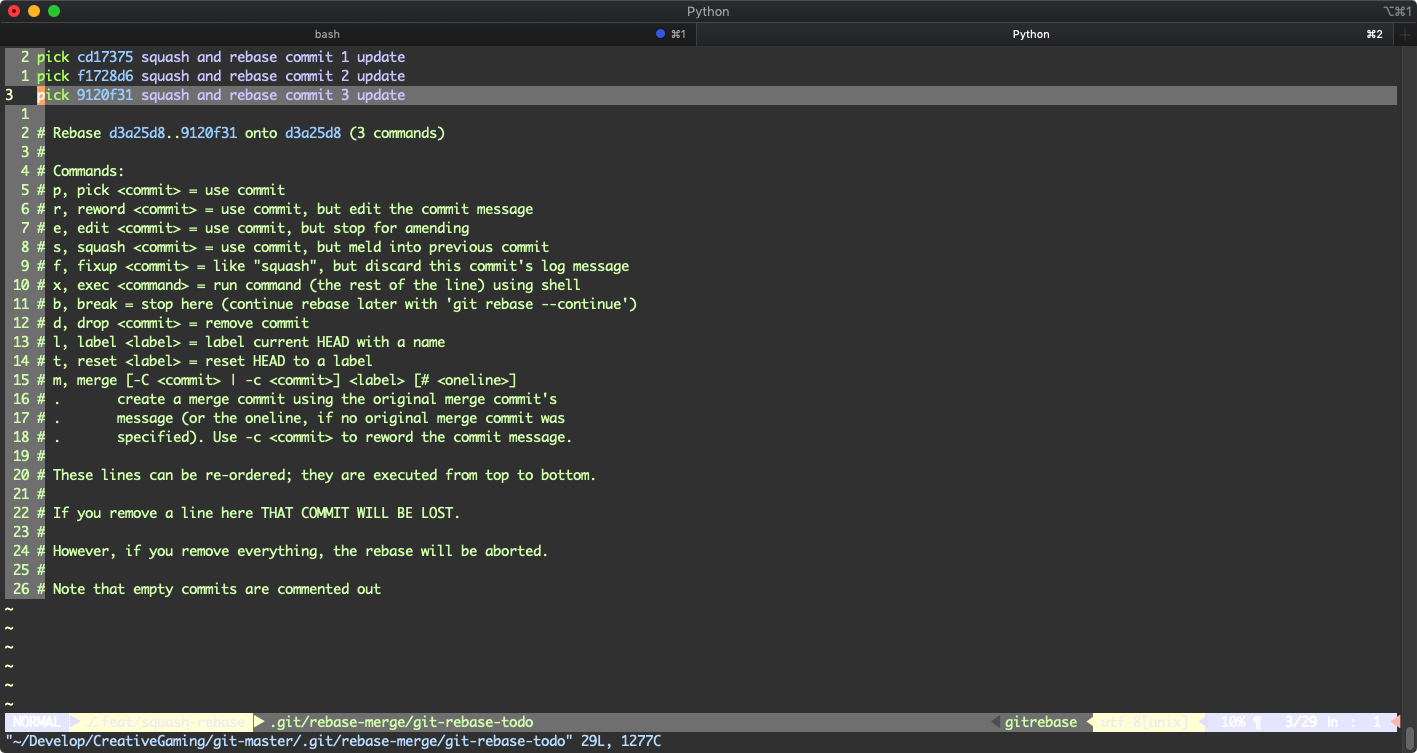 Python
⌥⌘1
bash ⌘1 Python ⌘2 +
2 pick cd17375 squash and rebase commit 1 update
1 pick f1728d6 squash and rebase commit 2 update
3 pick 9120f31 squash and rebase commit 3 update
1
2 # Rebase d3a25d8..9120f31 onto d3a25d8 (3 commands)
3 #
4 # Commands:
5 # p, pick <commit> = use commit
6 # r, reword <commit> = use commit, but edit the commit message
7 # e, edit <commit> = use commit, but stop for amending
8 # s, squash <commit> = use commit, but meld into previous commit
9 # f, fixup <commit> = like "squash", but discard this commit's log message
10 # x, exec <command> = run command (the rest of the line) using shell
11 # b, break = stop here (continue rebase later with 'git rebase --continue')
12 # d, drop <commit> = remove commit
13 # l, label <label> = label current HEAD with a name
14 # t, reset <label> = reset HEAD to a label
15 # m, merge [-C <commit> | -c <commit>] <label> [# <oneline>]
16 # .       create a merge commit using the original merge commit's
17 # .       message (or the oneline, if no original merge commit was
18 # .       specified). Use -c <commit> to reword the commit message.
19 #
20 # These lines can be re-ordered; they are executed from top to bottom.
21 #
22 # If you remove a line here THAT COMMIT WILL BE LOST.
23 #
24 # However, if you remove everything, the rebase will be aborted.
25 #
26 # Note that empty commits are commented out
~
~
~
~
~
~
NORMAL feat/squash-rebase .git/rebase-merge/git-rebase-todo gitrebase utf-8[unix] 10% ¶ 3/29 ln : 1
"~/Develop/CreativeGaming/git-master/.git/rebase-merge/git-rebase-todo" 29L, 1277C